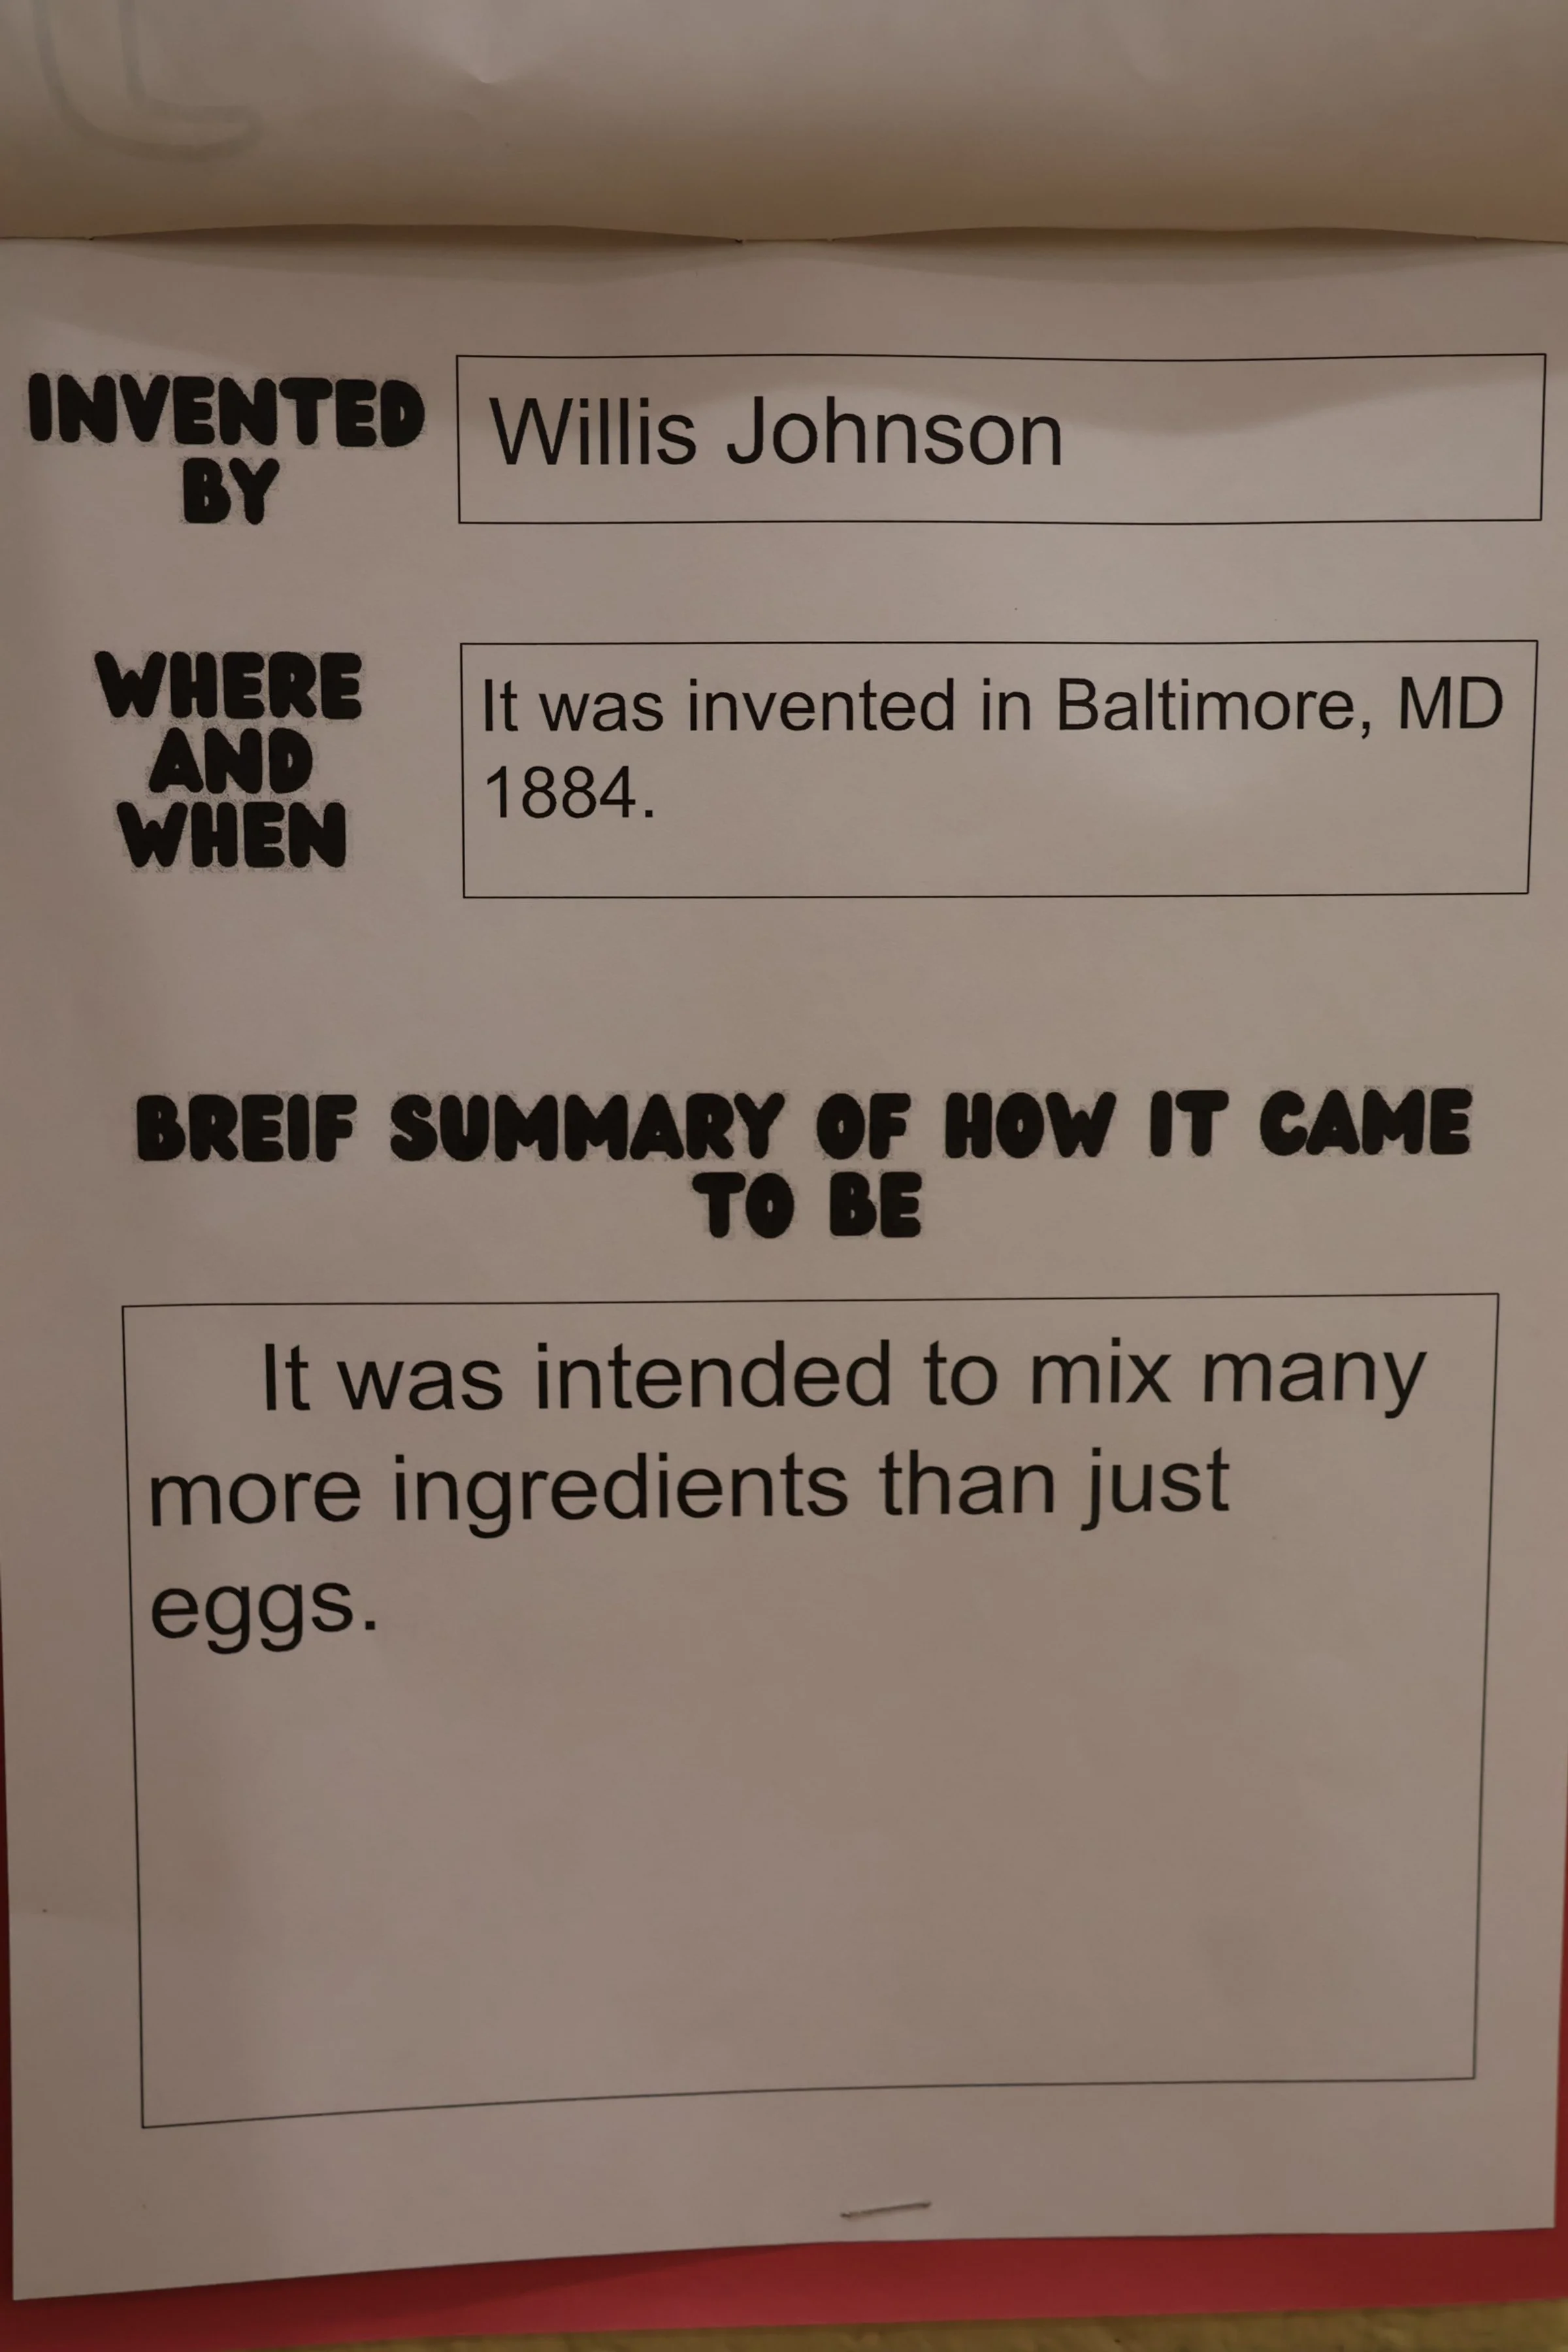 INVENTED
BY
Willis Johnson
WHERE
AND
WHEN
It was invented in Baltimore, MD
1884.
BREIF SUMMARY OF HOW IT CAME
TO BE
It was intended to mix many
more ingredients than just
eggs.